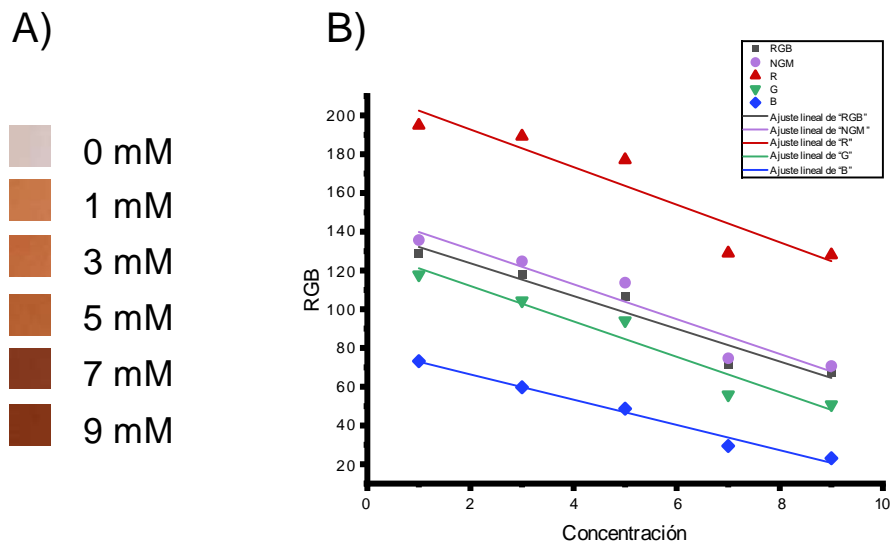 A)
0 mM
1 mM
3 mM
5 mM
7 mM
9 mM
B)
RGB
NGM
R
G
B
Ajuste lineal de "RGB"
Ajuste lineal de "NGM"
Ajuste lineal de "R"
Ajuste lineal de "G"
Ajuste lineal de "B"
200
180
160
140
120
100
80
60
40
20
RGB
0 2 4 6 8 10
Concentración